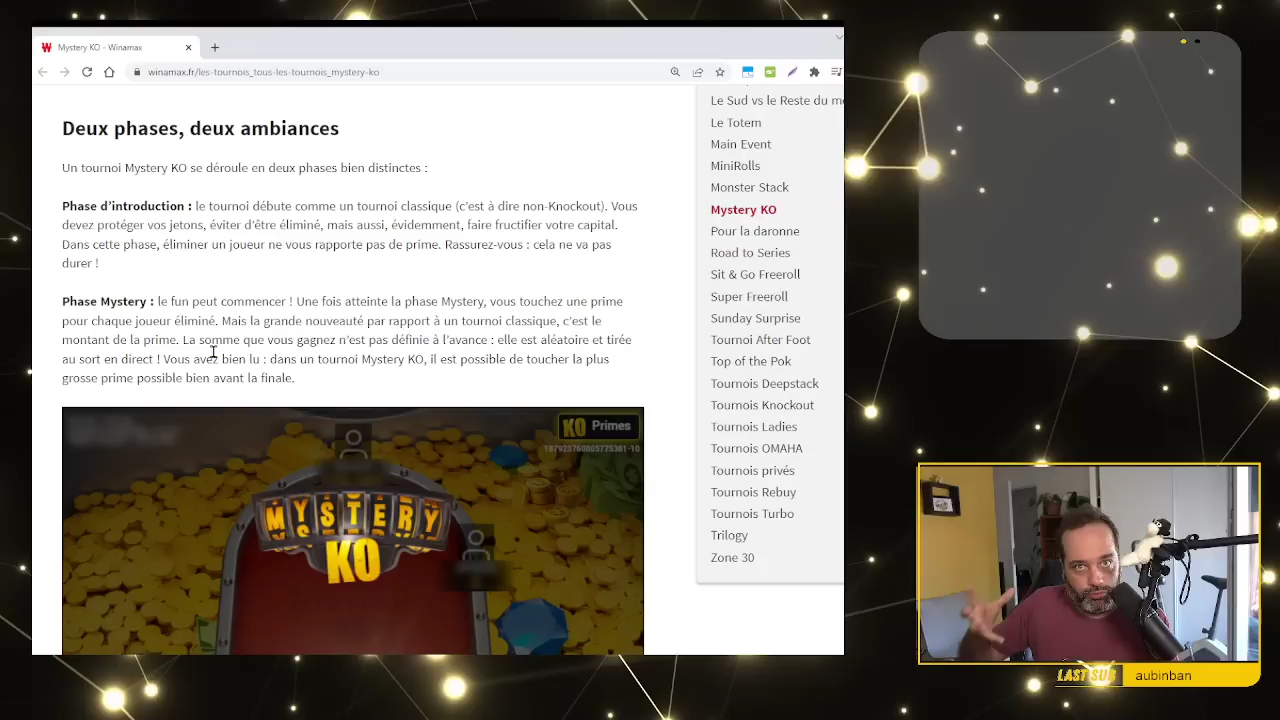 Mystery KO - Winamax
winamax.fr/les-tournois_tous-les-tournois_mystery-ko
Deux phases, deux ambiances
Un tournoi Mystery KO se déroule en deux phases bien distinctes :
Phase d’introduction : le tournoi débute comme un tournoi classique (c’est à dire non-Knockout). Vous
devez protéger vos jetons, éviter d’être éliminé, mais aussi, évidemment, faire fructifier votre capital.
Dans cette phase, éliminer un joueur ne vous rapporte pas de prime. Rassurez-vous : cela ne va pas
durer !
Phase Mystery : le fun peut commencer ! Une fois atteinte la phase Mystery, vous touchez une prime
pour chaque joueur éliminé. Mais la grande nouveauté par rapport à un tournoi classique, c’est le
montant de la prime. La somme que vous gagnez n’est pas définie à l’avance : elle est aléatoire et tirée
au sort en direct ! Vous avez bien lu : dans un tournoi Mystery KO, il est possible de toucher la plus
grosse prime possible bien avant la finale.
KO Primes
187923760005778361-10
MYSTERY
KO
Le Sud vs le Reste du mo
Le Totem
Main Event
MiniRolls
Monster Stack
Mystery KO
Pour la daronne
Road to Series
Sit & Go Freeroll
Super Freeroll
Sunday Surprise
Tournoi After Foot
Top of the Pok
Tournois Deepstack
Tournois Knockout
Tournois Ladies
Tournois OMAHA
Tournois privés
Tournois Rebuy
Tournois Turbo
Trilogy
Zone 30
LAST SUB
aubinban